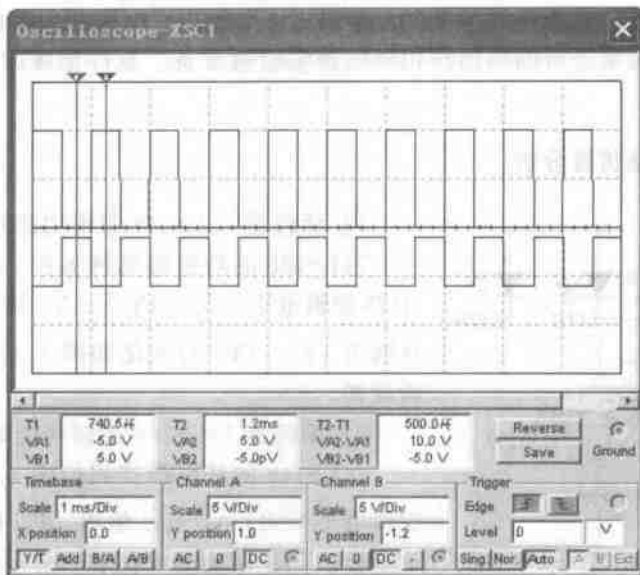 Oscilloscope-XSC1
T1 740.5 T2 1.2ms T2-T1 500.0
VA1 -5.0 V VA2 5.0 V VA2-VA1 10.0 V
VB1 5.0 V VB2 -5.0pV VB2-VB1 -5.0 V
Reverse
Save
Ground
Timebase
Scale 1 ms/Div
X position 0.0
Y/T Add B/A A/B
Channel A
Scale 5 V/Div
Y position 1.0
AC 0 DC
Channel B
Scale 5 V/Div
Y position -1.2
AC 0 DC -
Trigger
Edge
Level 0 V
Sing. Nor. Auto A B Ext